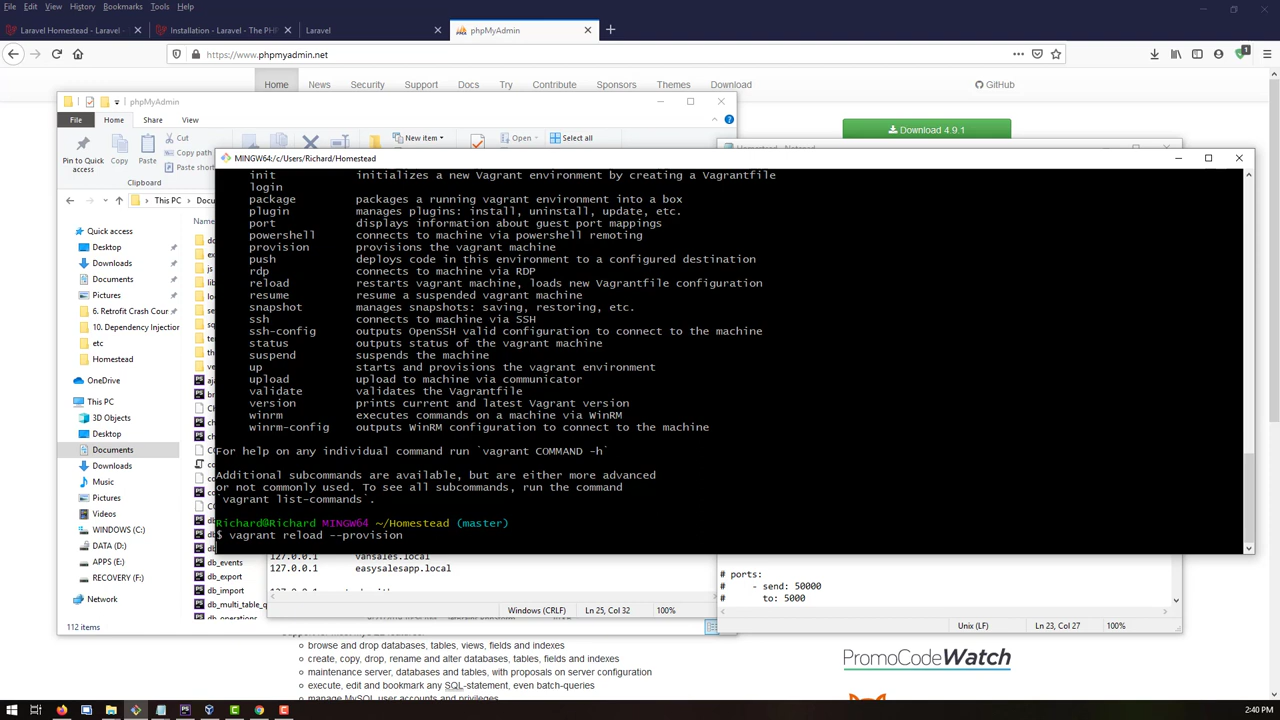 File Edit View History Bookmarks Tools Help
Laravel Homestead - Laravel -
Installation - Laravel - The PHP
Laravel
phpMyAdmin
https://www.phpmyadmin.net
Home News Security Support Docs Try Contribute Sponsors Themes Download
GitHub
phpMyAdmin
Download 4.9.1
File Home Share View
Cut
Copy path
Paste short
Pin to Quick access
Copy
Paste
Clipboard
New item
Open
Select all
Homestead - Notepad
This PC
Docu
Name
Quick access
Desktop
Downloads
Documents
Pictures
6. Retrofit Crash Cour
10. Dependency Injection
etc
Homestead
OneDrive
This PC
3D Objects
Desktop
Documents
Downloads
Music
Pictures
Videos
WINDOWS (C:)
DATA (D:)
APPS (E:)
RECOVERY (F:)
Network
db_events
db_export
db_import
db_multi_table_q
db_operations
112 items
MINGW64:/c/Users/Richard/Homestead
init initializes a new Vagrant environment by creating a Vagrantfile
login
package packages a running vagrant environment into a box
plugin manages plugins: install, uninstall, update, etc.
port displays information about guest port mappings
powershell connects to machine via powershell remoting
provision provisions the vagrant machine
push deploys code in this environment to a configured destination
rdp connects to machine via RDP
reload restarts vagrant machine, loads new Vagrantfile configuration
resume resume a suspended vagrant machine
snapshot manages snapshots: saving, restoring, etc.
ssh connects to machine via SSH
ssh-config outputs OpenSSH valid configuration to connect to the machine
status outputs status of the vagrant machine
suspend suspends the machine
up starts and provisions the vagrant environment
upload upload to machine via communicator
validate validates the Vagrantfile
version prints current and latest Vagrant version
winrm executes commands on a machine via WinRM
winrm-config outputs WinRM configuration to connect to the machine
For help on any individual command run `vagrant COMMAND -h`
Additional subcommands are available, but are either more advanced
or not commonly used. To see all subcommands, run the command
`vagrant list-commands`.
Richard@Richard MINGW64 ~/Homestead (master)
$ vagrant reload --provision
127.0.0.1 vansales.local
127.0.0.1 easysalesapp.local
Windows (CRLF) Ln 25, Col 32 100%
# ports:
# - send: 50000
# to: 5000
Unix (LF) Ln 23, Col 27 100%
browse and drop databases, tables, views, fields and indexes
create, copy, drop, rename and alter databases, tables, fields and indexes
maintenance server, databases and tables, with proposals on server configuration
execute, edit and bookmark any SQL-statement, even batch-queries
manage MySQL user accounts and privileges
PromoCodeWatch
2:40 PM